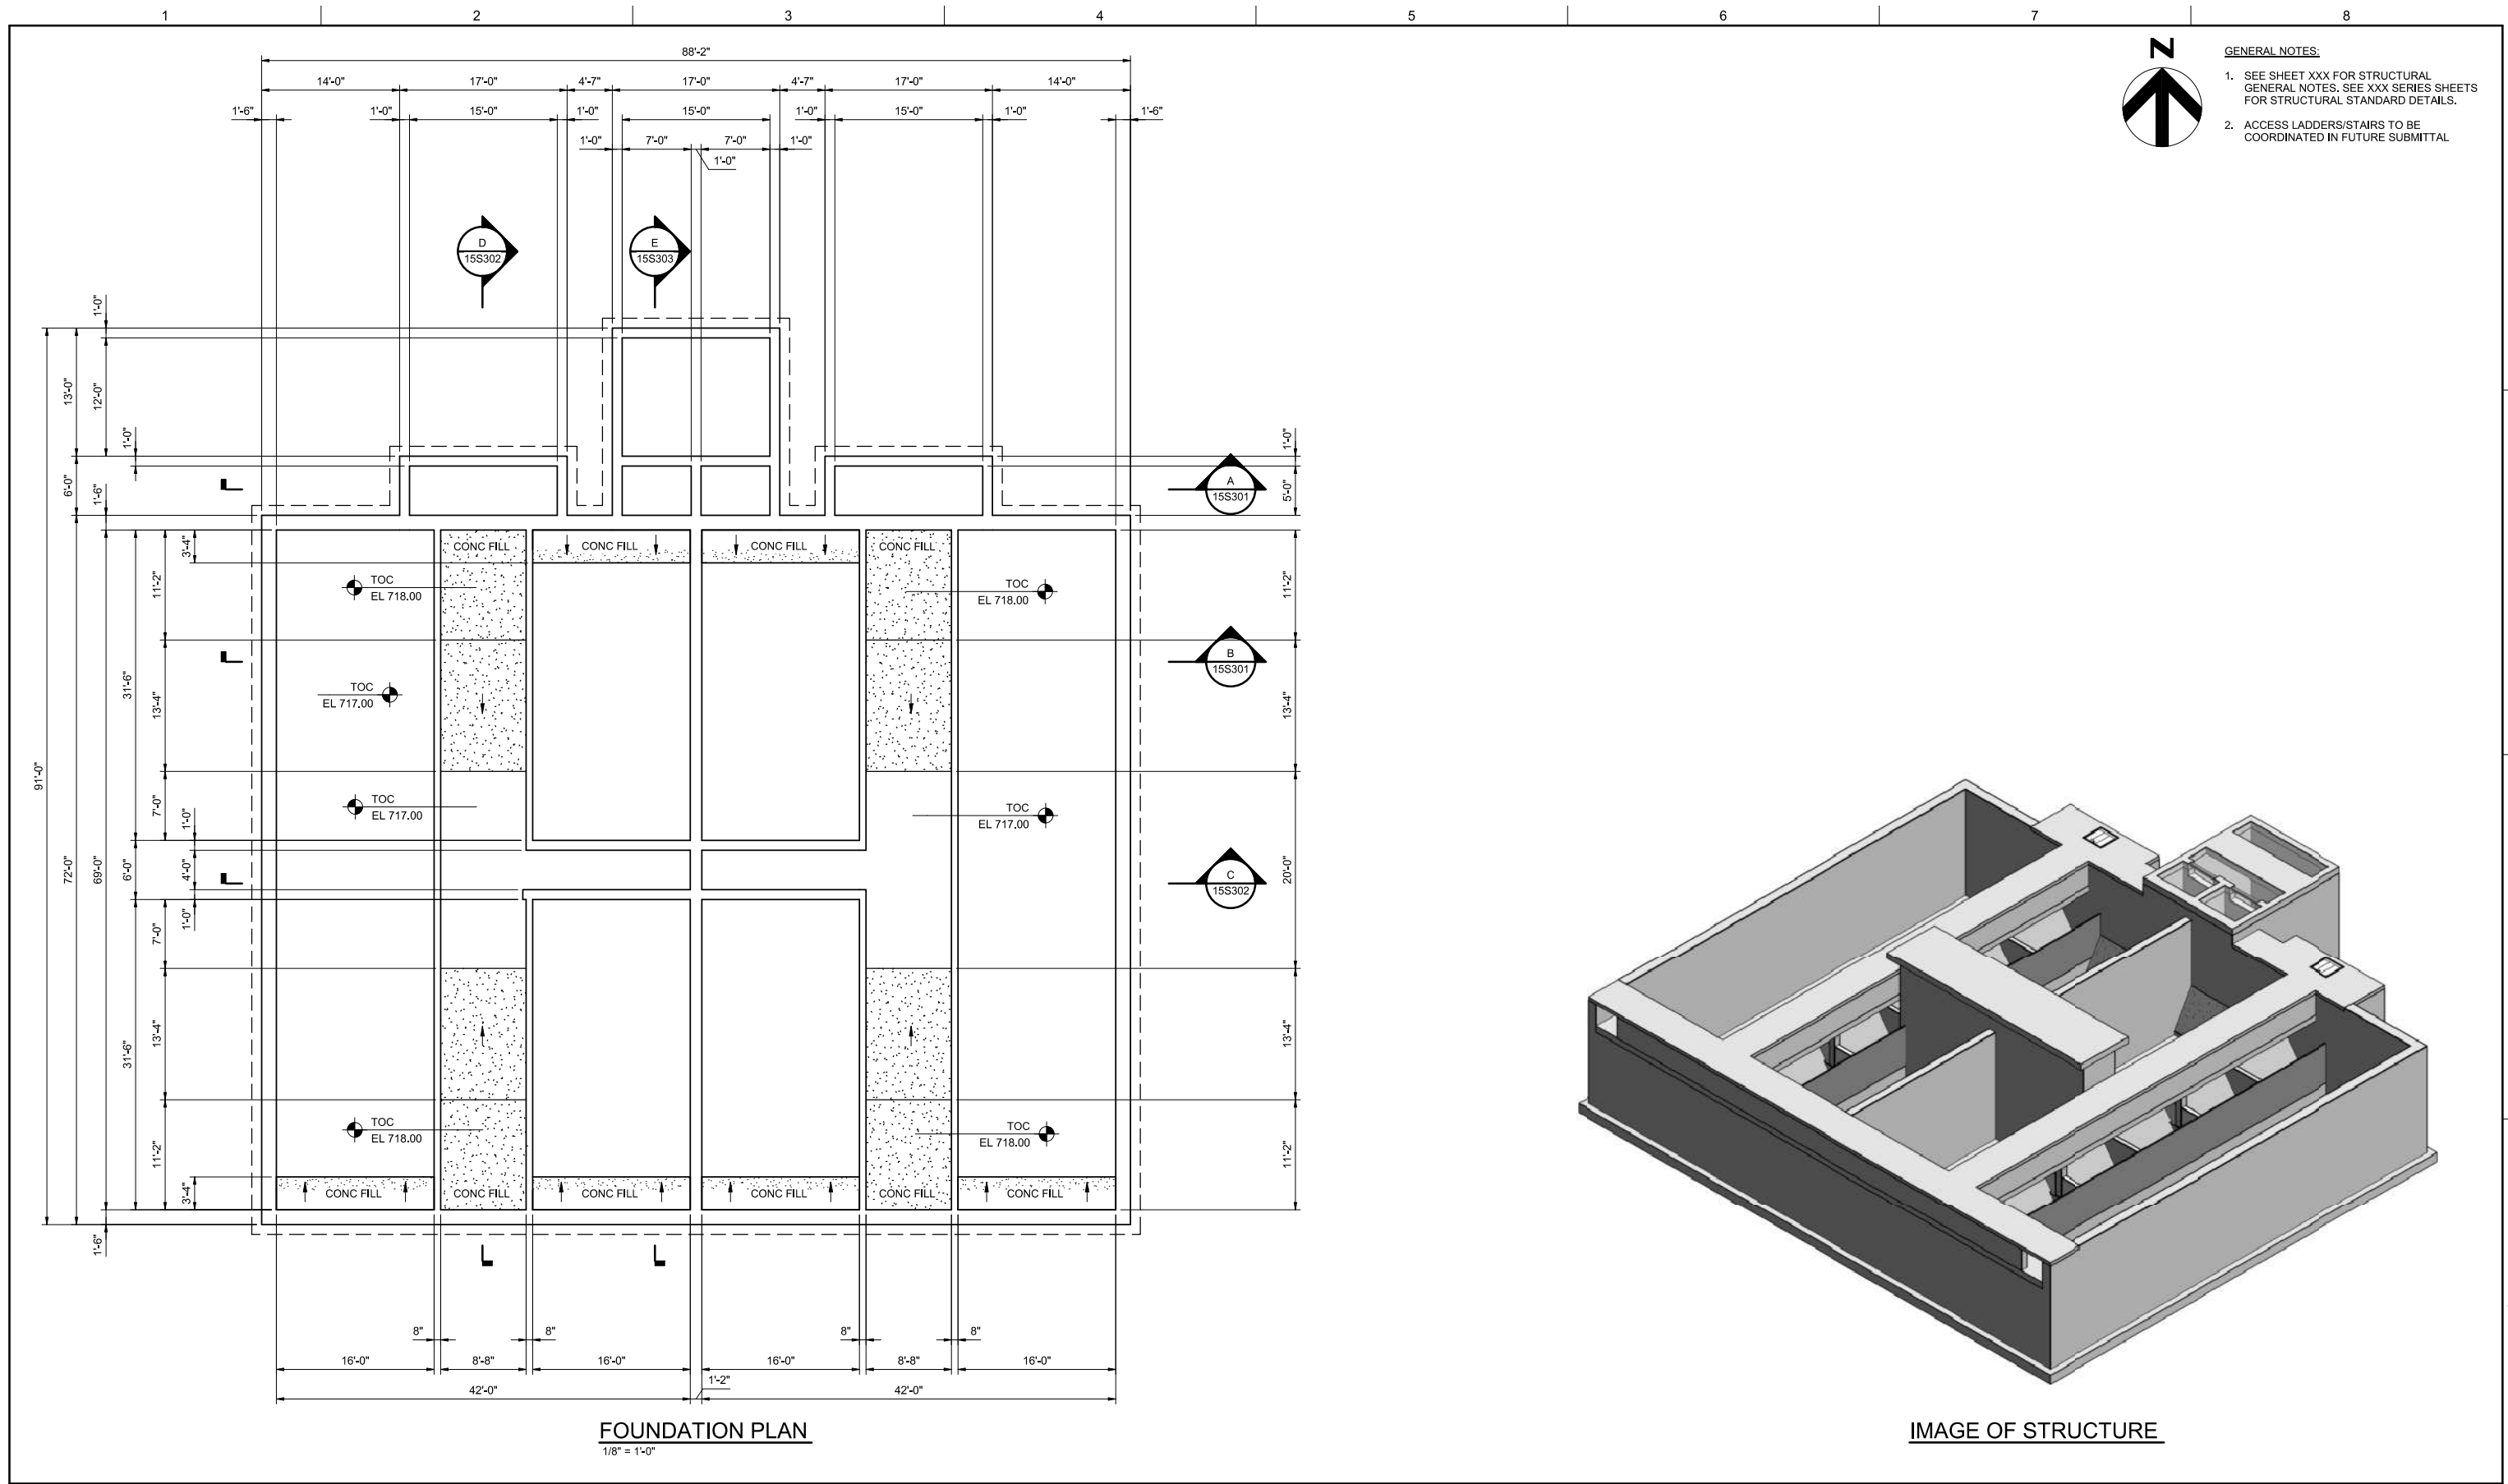 1 2 3 4 5 6 7 8
88'-2"
14'-0" 17'-0" 4'-7" 17'-0" 4'-7" 17'-0" 14'-0"
1'-6" 1'-0" 15'-0" 1'-0" 15'-0" 1'-0" 15'-0" 1'-0" 1'-6"
1'-0" 7'-0" 7'-0" 1'-0"
1'-0"
N
GENERAL NOTES:
1. SEE SHEET XXX FOR STRUCTURAL
GENERAL NOTES. SEE XXX SERIES SHEETS
FOR STRUCTURAL STANDARD DETAILS.
2. ACCESS LADDERS/STAIRS TO BE
COORDINATED IN FUTURE SUBMITTAL
D
15S302
E
15S303
1'-0"
13'-0"
12'-0"
1'-0"
6'-0"
1'-6"
1'-0"
5'-0"
A
15S301
3'-4"
CONC FILL CONC FILL CONC FILL CONC FILL
11'-2"
TOC
EL 718.00
TOC
EL 718.00
11'-2"
B
15S301
31'-6"
13'-4"
TOC
EL 717.00
13'-4"
91'-0"
72'-0"
69'-0"
7'-0"
1'-0"
TOC
EL 717.00
TOC
EL 717.00
6'-0"
4'-0"
1'-0"
20'-0"
C
15S302
7'-0"
31'-6"
13'-4"
13'-4"
11'-2"
TOC
EL 718.00
TOC
EL 718.00
11'-2"
3'-4"
CONC FILL CONC FILL CONC FILL CONC FILL CONC FILL CONC FILL
1'-6"
8" 8" 8" 8"
16'-0" 8'-8" 16'-0" 16'-0" 8'-8" 16'-0"
42'-0" 1'-2" 42'-0"
FOUNDATION PLAN
1/8" = 1'-0"
IMAGE OF STRUCTURE